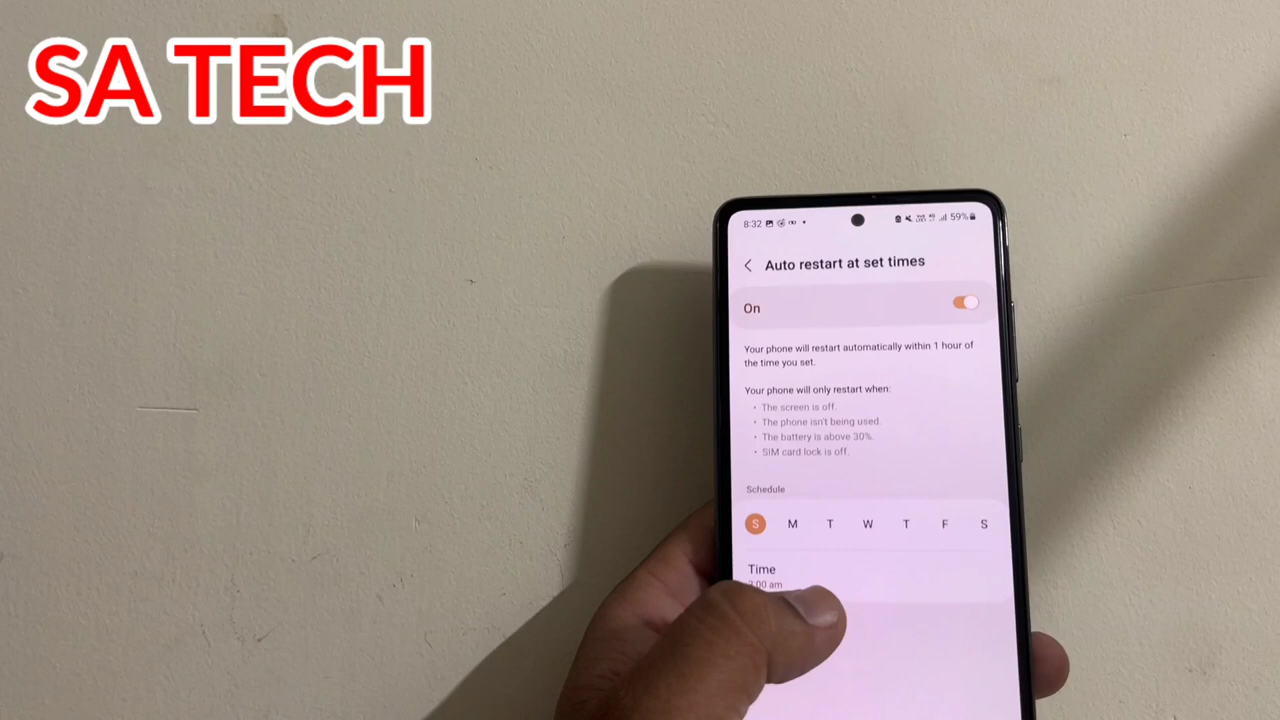 SA TECH
8:32
59%
Auto restart at set times
On
Your phone will restart automatically within 1 hour of
the time you set.
Your phone will only restart when:
• The screen is off.
• The phone isn't being used.
• The battery is above 30%.
• SIM card lock is off.
Schedule
S M T W T F S
Time
:00 am